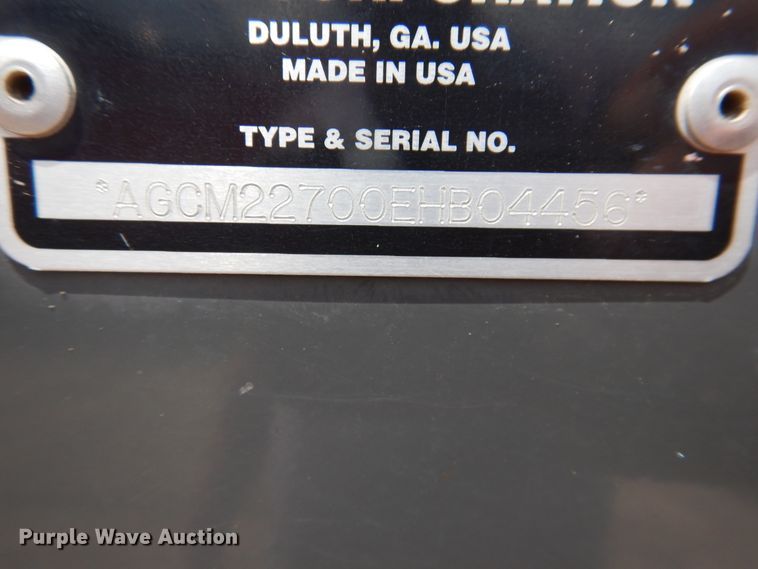 DULUTH, GA. USA
MADE IN USA
TYPE & SERIAL NO.
*AGCM22700EHB04456*
Purple Wave Auction